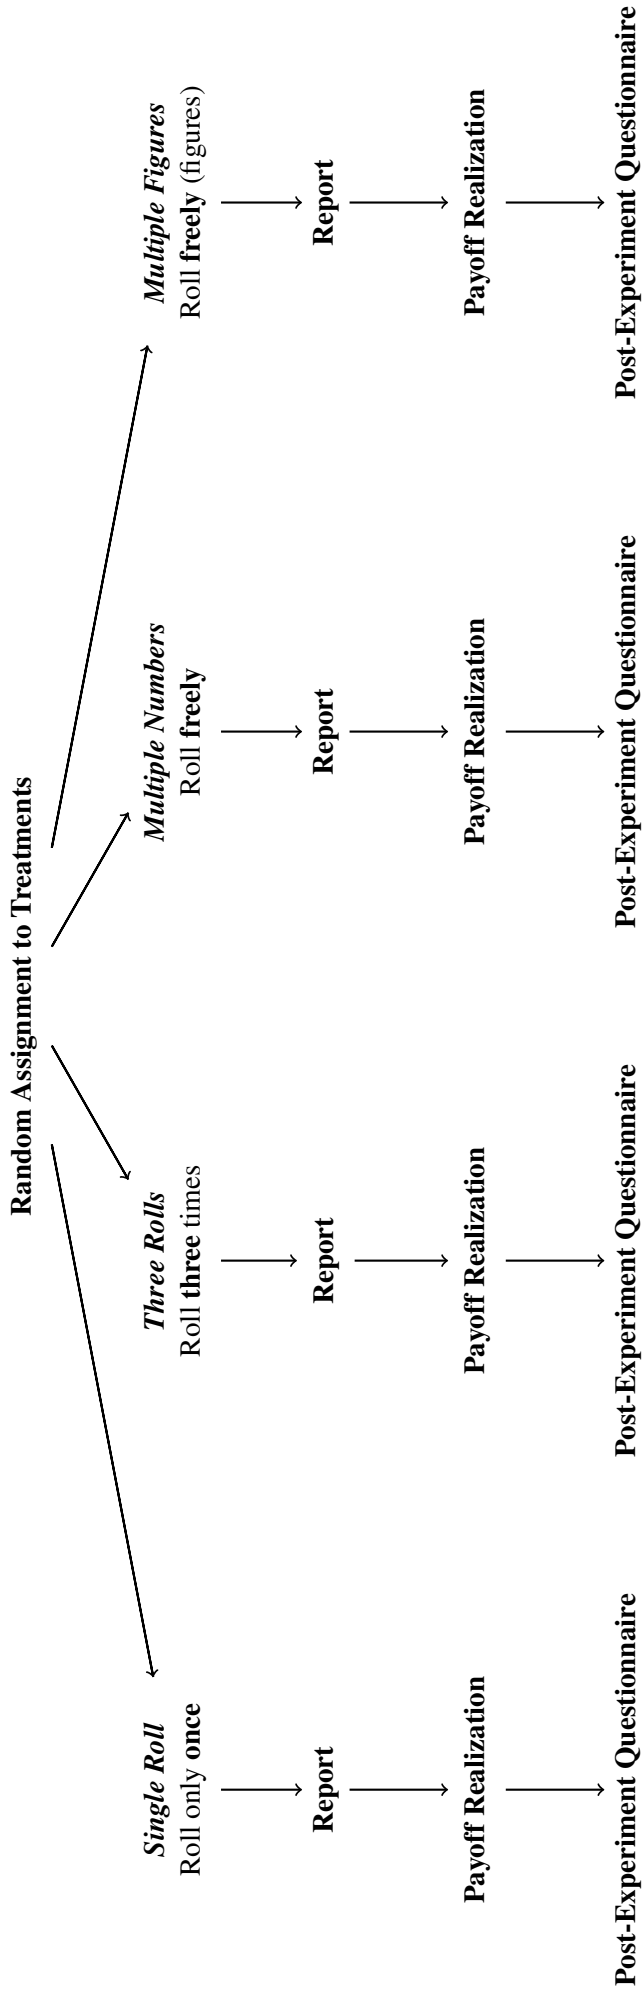 Random Assignment to Treatments
Single Roll
Roll only once
Three Rolls
Roll three times
Multiple Numbers
Roll freely
Multiple Figures
Roll freely (figures)
Report
Report
Report
Report
Payoff Realization
Payoff Realization
Payoff Realization
Payoff Realization
Post-Experiment Questionnaire
Post-Experiment Questionnaire
Post-Experiment Questionnaire
Post-Experiment Questionnaire